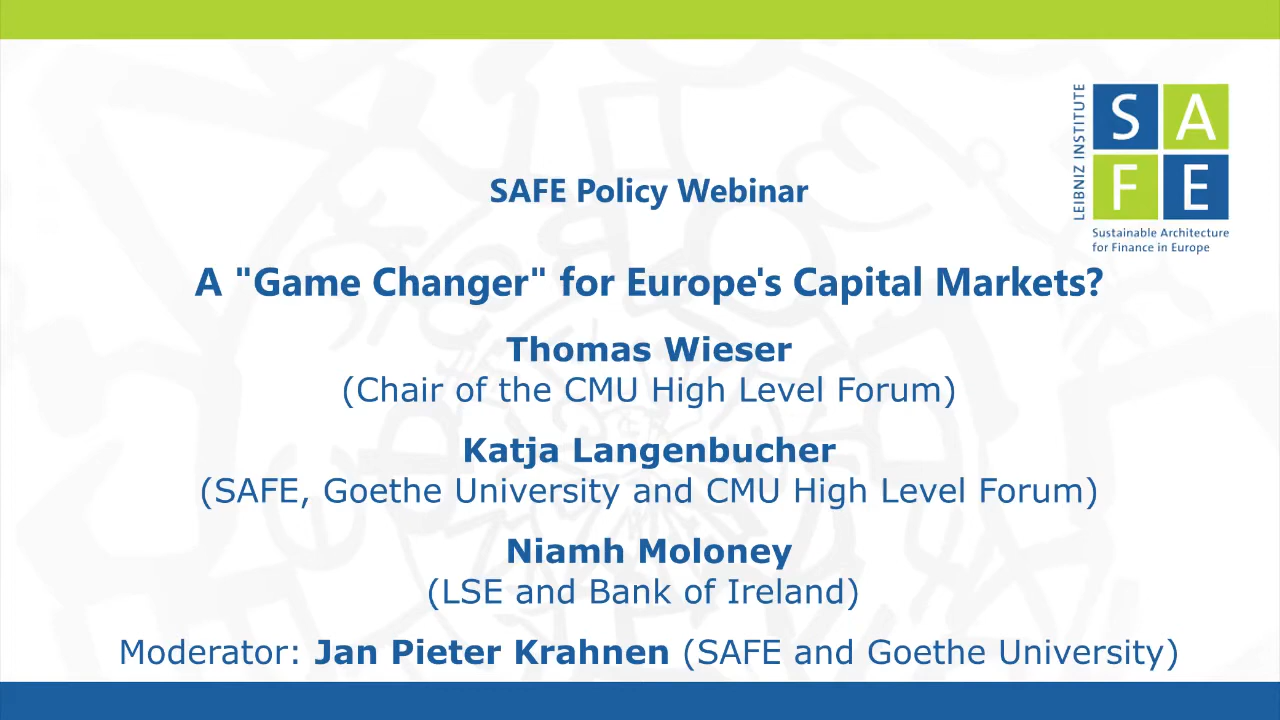 LEIBNIZ INSTITUTE
S A
F E
Sustainable Architecture
for Finance in Europe
SAFE Policy Webinar
A "Game Changer" for Europe's Capital Markets?
Thomas Wieser
(Chair of the CMU High Level Forum)
Katja Langenbucher
(SAFE, Goethe University and CMU High Level Forum)
Niamh Moloney
(LSE and Bank of Ireland)
Moderator: Jan Pieter Krahnen (SAFE and Goethe University)